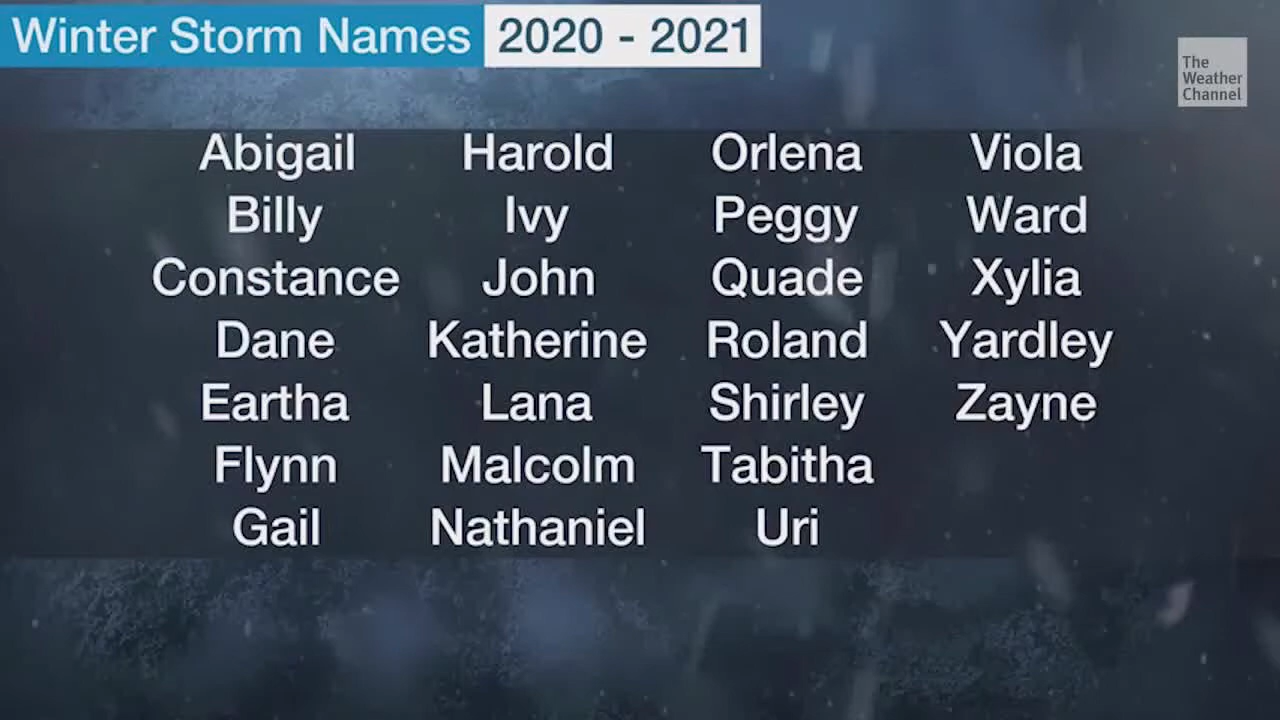 Winter Storm Names 2020 - 2021
The
Weather
Channel
Abigail Harold Orlena Viola
Billy Ivy Peggy Ward
Constance John Quade Xylia
Dane Katherine Roland Yardley
Eartha Lana Shirley Zayne
Flynn Malcolm Tabitha
Gail Nathaniel Uri